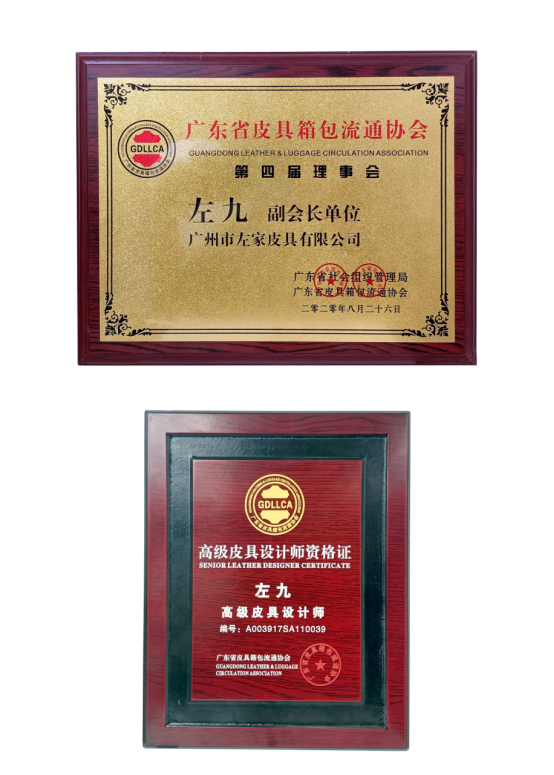 广东省皮具箱包流通协会
GUANGDONG LEATHER & LUGGAGE CIRCULATION ASSOCIATION
GDLLCA
第四届理事会
左九 副会长单位
广州市左家皮具有限公司
广东省社会组织管理局
广东省皮具箱包流通协会
二零二零年八月二十六日
GDLLCA
高级皮具设计师资格证
SENIOR LEATHER DESIGNER CERTIFICATE
左九
高级皮具设计师
编号：A003917SA110039
广东省皮具箱包流通协会
GUANGDONG LEATHER & LUGGAGE
CIRCULATION ASSOCIATION